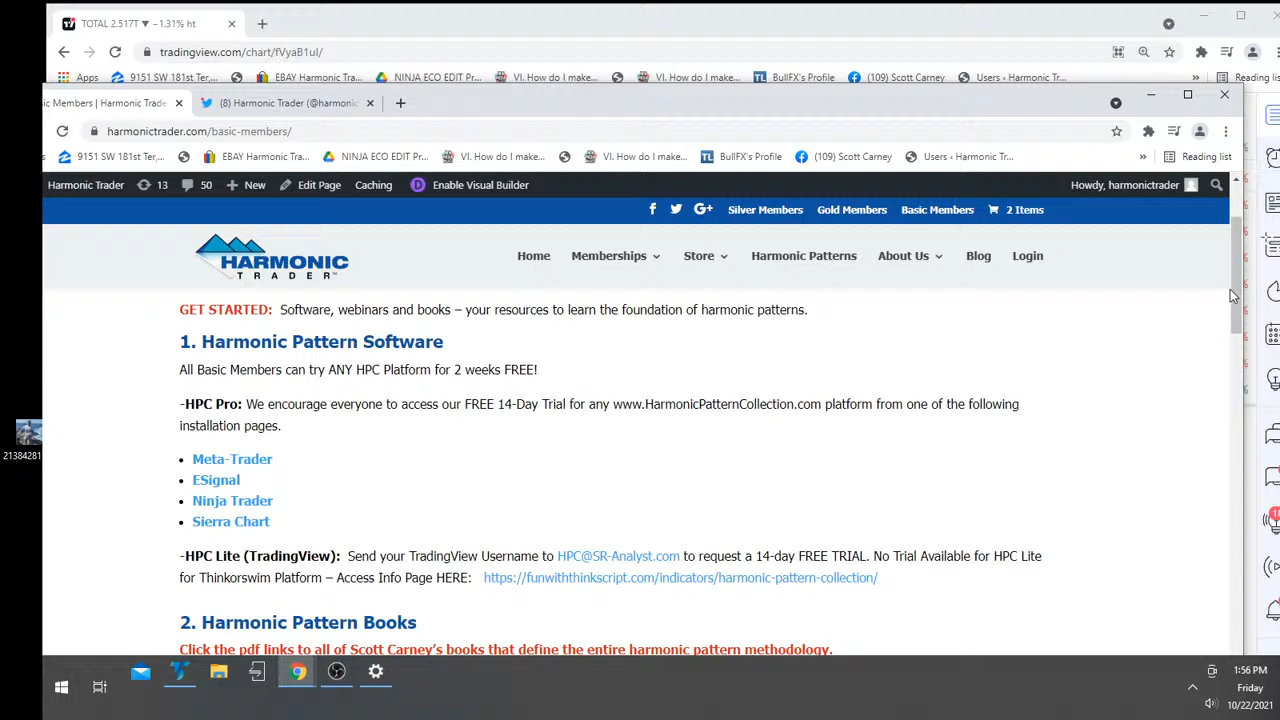 TOTAL 2.517T ▼ −1.31% ht
tradingview.com/chart/fVyaB1uI/
Apps
9151 SW 181st Ter,...
EBAY Harmonic Tra...
NINJA ECO EDIT Pr...
VI. How do I make...
VI. How do I make...
BullFX's Profile
(109) Scott Carney
Users ‹ Harmonic Tr...
»
Reading list
sic Members | Harmonic Trade
(8) Harmonic Trader (@harmonic
harmonictrader.com/basic-members/
9151 SW 181st Ter,...
EBAY Harmonic Tra...
NINJA ECO EDIT Pr...
VI. How do I make...
VI. How do I make...
BullFX's Profile
(109) Scott Carney
Users ‹ Harmonic Tr...
»
Reading list
Harmonic Trader
13
50
New
Edit Page
Caching
Enable Visual Builder
Howdy, harmonictrader
Silver Members
Gold Members
Basic Members
2 Items
HARMONIC
TRADER™
Home
Memberships
Store
Harmonic Patterns
About Us
Blog
Login
GET STARTED: Software, webinars and books – your resources to learn the foundation of harmonic patterns.
1. Harmonic Pattern Software
All Basic Members can try ANY HPC Platform for 2 weeks FREE!
-HPC Pro: We encourage everyone to access our FREE 14-Day Trial for any www.HarmonicPatternCollection.com platform from one of the following
installation pages.
• Meta-Trader
• ESignal
• Ninja Trader
• Sierra Chart
-HPC Lite (TradingView): Send your TradingView Username to HPC@SR-Analyst.com to request a 14-day FREE TRIAL. No Trial Available for HPC Lite
for Thinkorswim Platform – Access Info Page HERE: https://funwiththinkscript.com/indicators/harmonic-pattern-collection/
2. Harmonic Pattern Books
Click the pdf links to all of Scott Carney's books that define the entire harmonic pattern methodology.
21384281
1:56 PM
Friday
10/22/2021